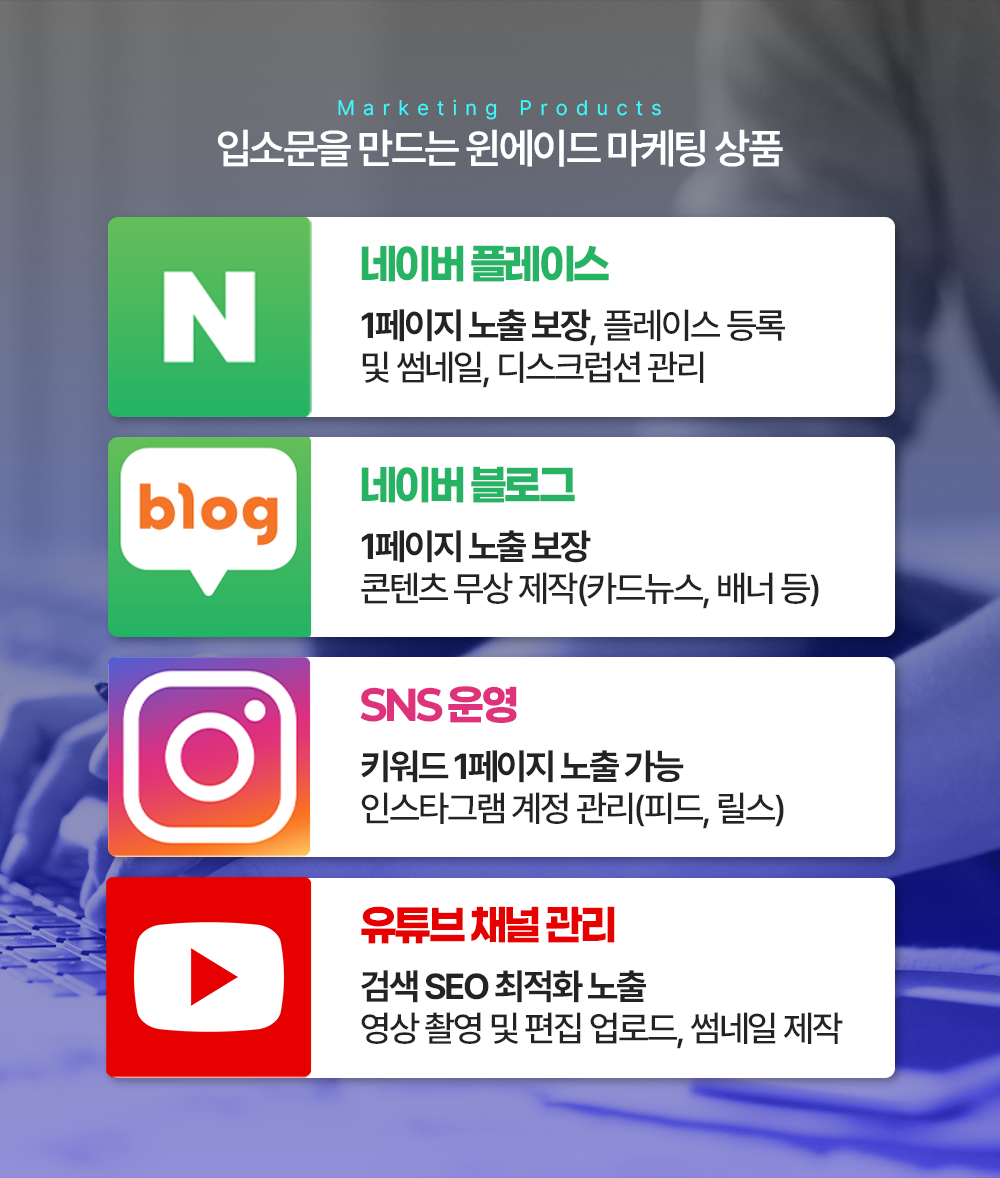 Marketing Products
입소문을 만드는 윈에이드 마케팅 상품
N
네이버 플레이스
1페이지 노출 보장, 플레이스 등록
및 썸네일, 디스크럽션 관리
blog
네이버 블로그
1페이지 노출 보장
콘텐츠 무상 제작(카드뉴스, 배너 등)
SNS 운영
키워드 1페이지 노출 가능
인스타그램 계정 관리(피드, 릴스)
유튜브 채널 관리
검색 SEO 최적화 노출
영상 촬영 및 편집 업로드, 썸네일 제작